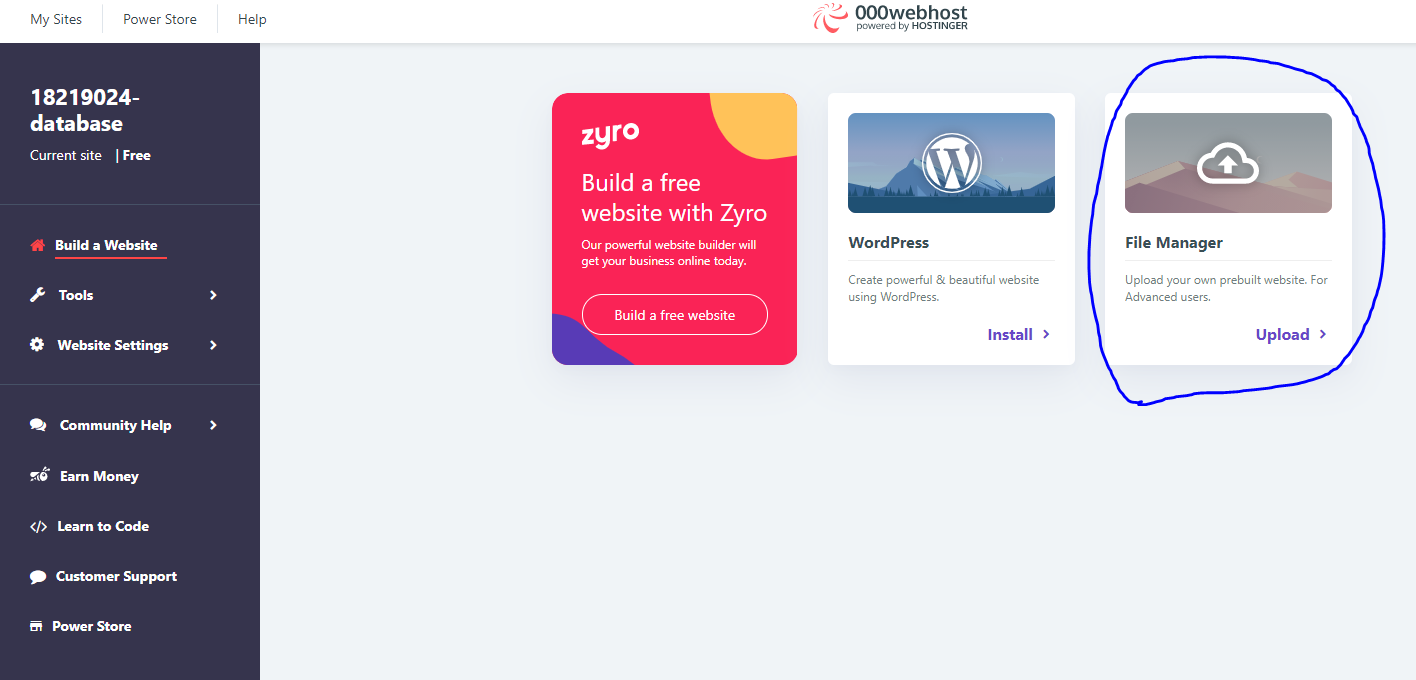 My Sites
Power Store
Help
000webhost
powered by HOSTINGER
18219024-
database
Current site | Free
Build a Website
Tools
Website Settings
Community Help
Earn Money
Learn to Code
Customer Support
Power Store
zyro
Build a free
website with Zyro
Our powerful website builder will
get your business online today.
Build a free website
WordPress
Create powerful & beautiful website
using WordPress.
Install
File Manager
Upload your own prebuilt website. For
Advanced users.
Upload